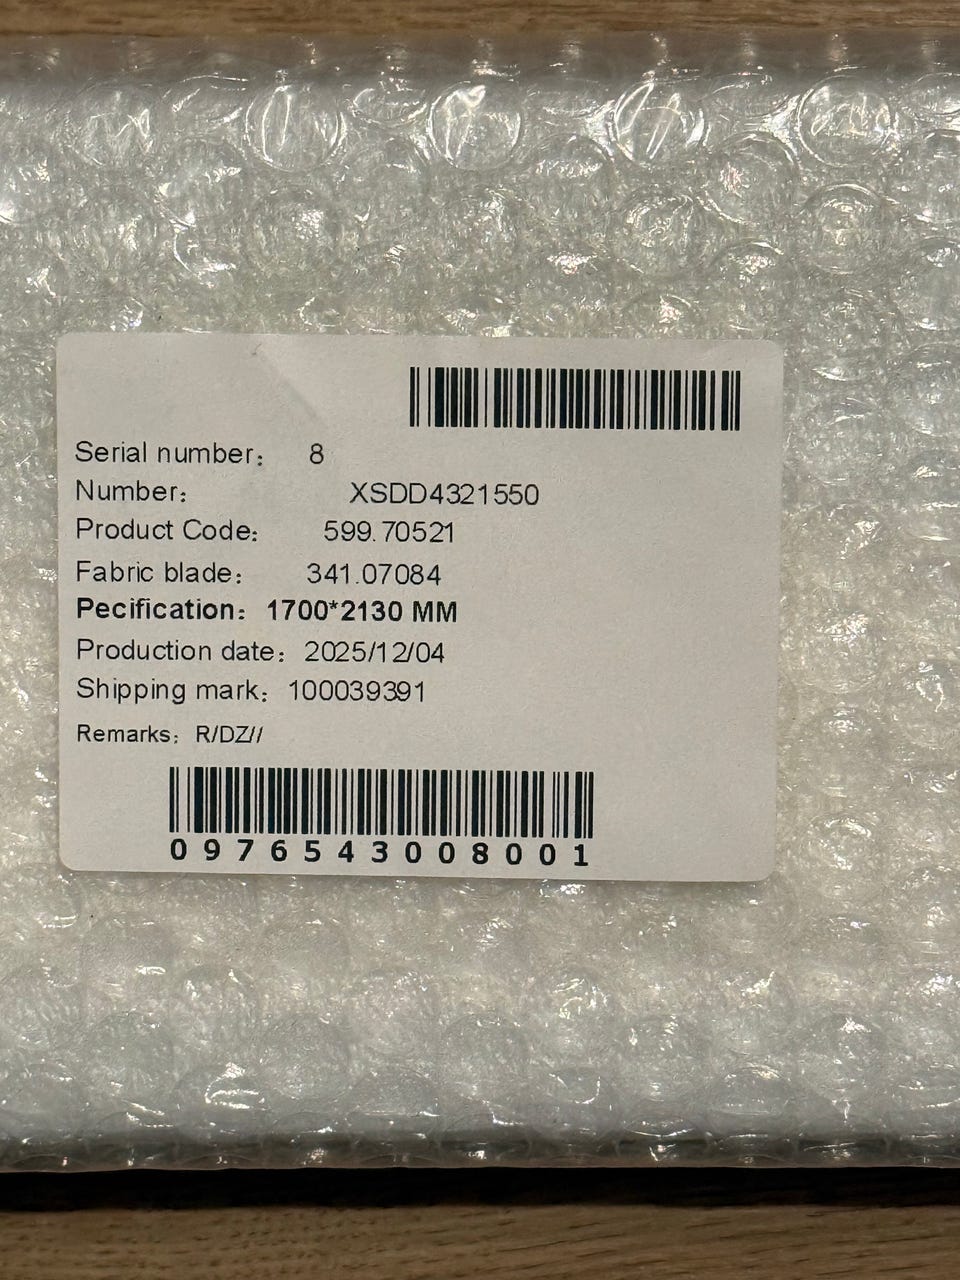 Serial number： 8
Number： XSDD4321550
Product Code： 599.70521
Fabric blade： 341.07084
Pecification： 1700*2130 MM
Production date： 2025/12/04
Shipping mark： 100039391
Remarks： R/DZ//
0976543008001